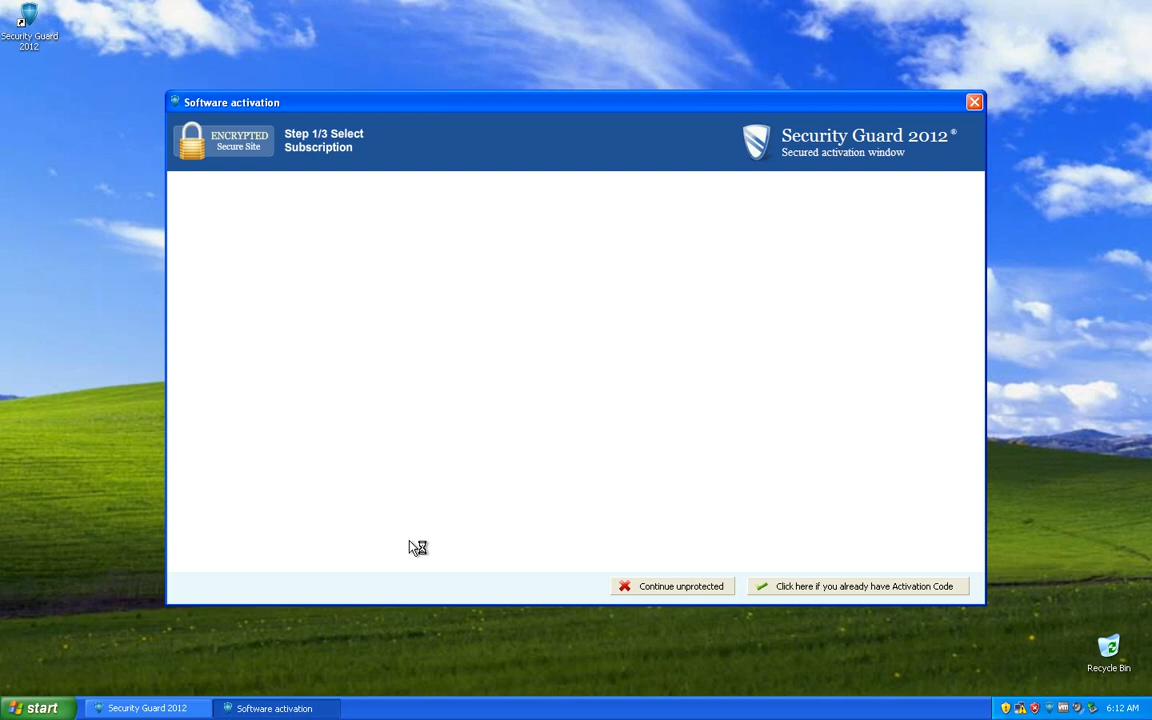 Security Guard
2012
Software activation
ENCRYPTED
Secure Site
Step 1/3 Select
Subscription
Security Guard 2012®
Secured activation window
Continue unprotected
Click here if you already have Activation Code
Recycle Bin
start
Security Guard 2012
Software activation
6:12 AM